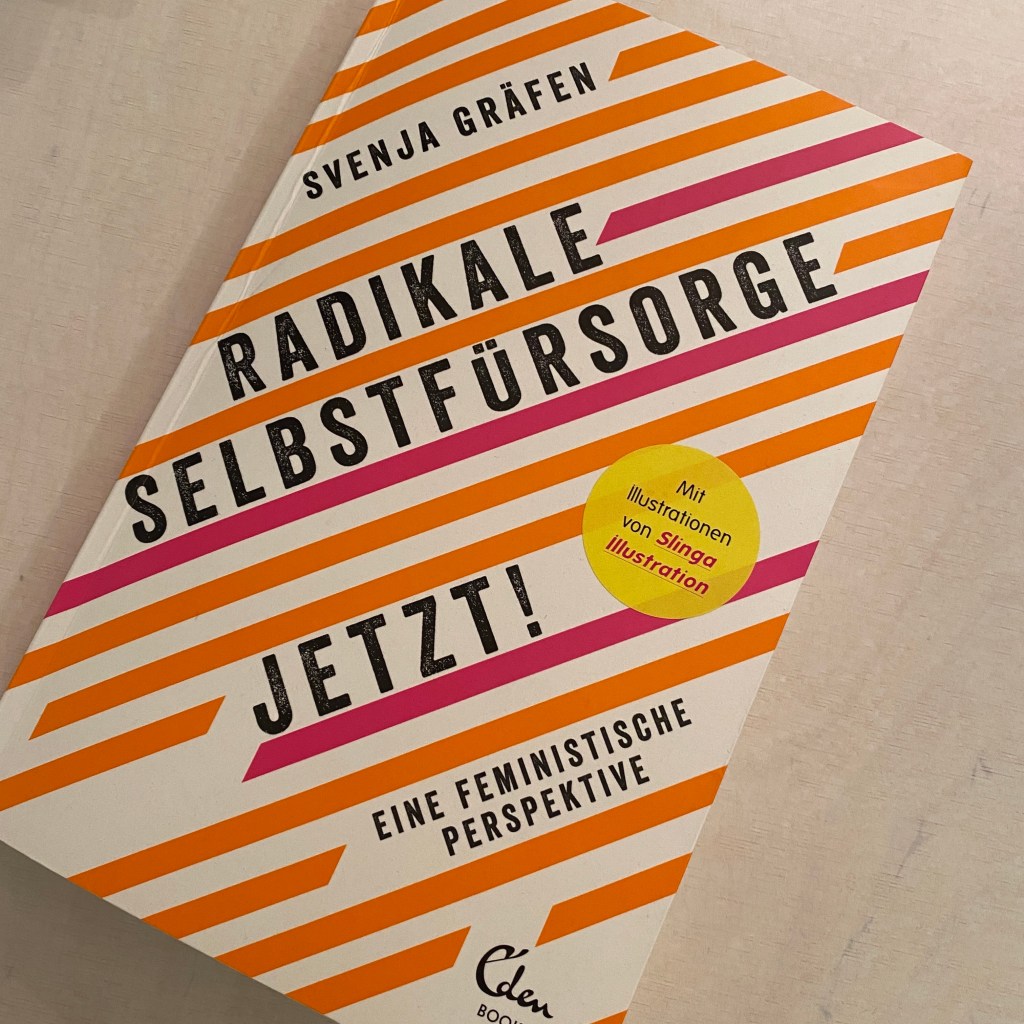 SVENJA GRÄFEN
RADIKALE
SELBSTFÜRSORGE
JETZT!
Mit
Illustrationen
von Slinga
illustration
EINE FEMINISTISCHE
PERSPEKTIVE
Eden